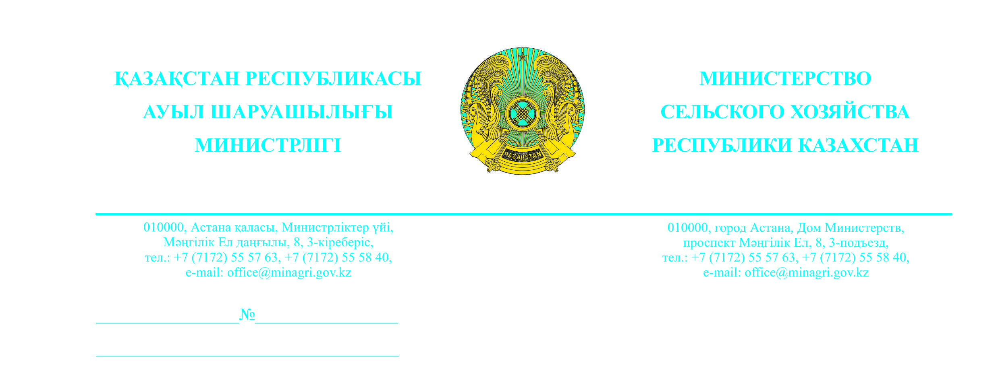 ҚАЗАҚСТАН РЕСПУБЛИКАСЫ
АУЫЛ ШАРУАШЫЛЫҒЫ
МИНИСТРЛІГІ
QAZAQSTAN
МИНИСТЕРСТВО
СЕЛЬСКОГО ХОЗЯЙСТВА
РЕСПУБЛИКИ КАЗАХСТАН
010000, Астана қаласы, Министрліктер үйі,
Мәңгілік Ел даңғылы, 8, 3-кіреберіс,
тел.: +7 (7172) 55 57 63, +7 (7172) 55 58 40,
e-mail: office@minagri.gov.kz
010000, город Астана, Дом Министерств,
проспект Мәңгілік Ел, 8, 3-подъезд,
тел.: +7 (7172) 55 57 63, +7 (7172) 55 58 40,
e-mail: office@minagri.gov.kz
№